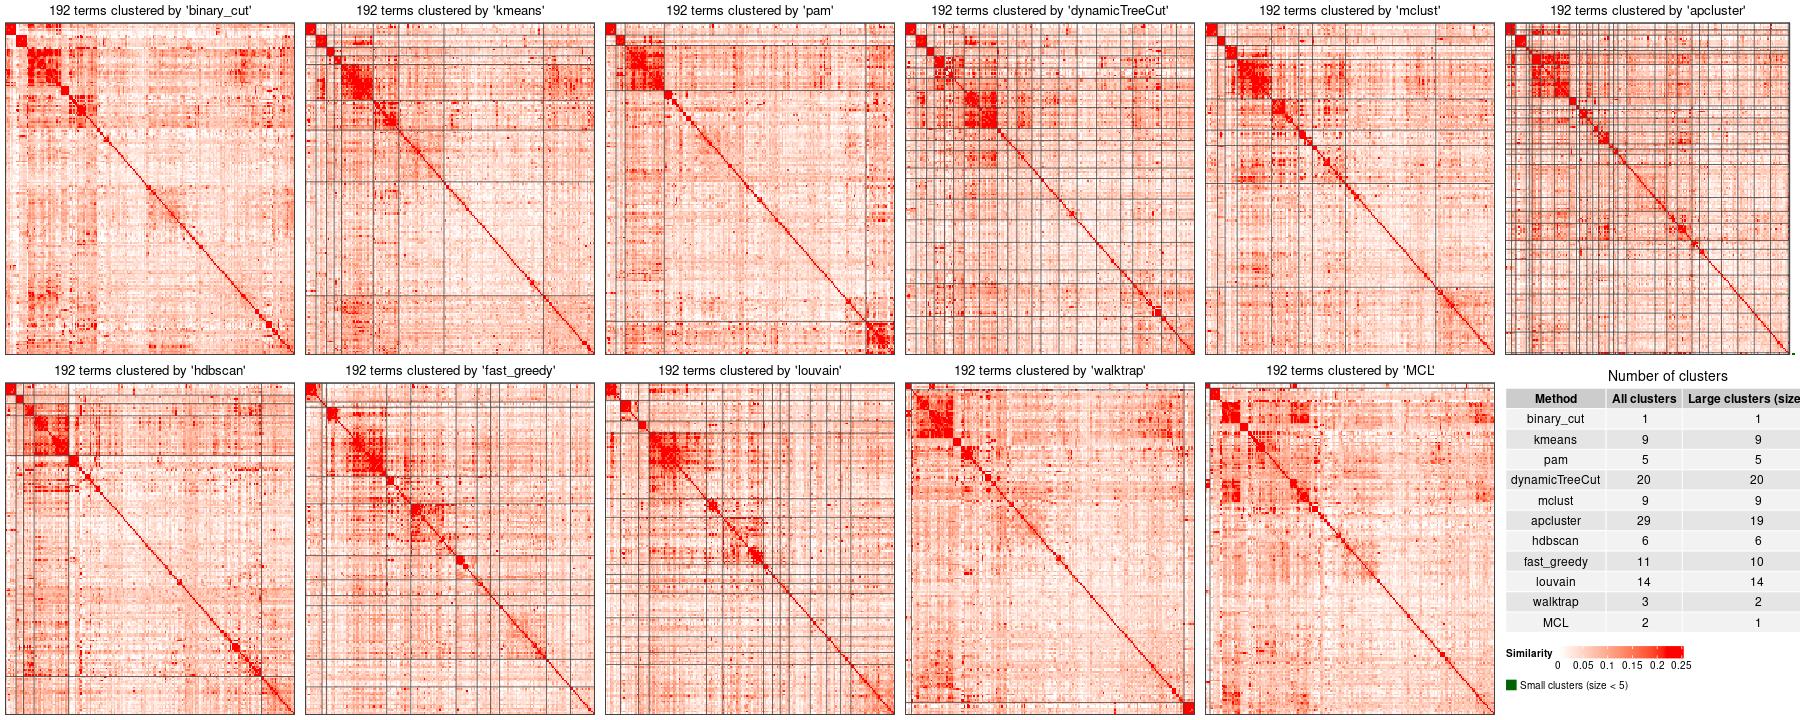 192 terms clustered by 'binary_cut'
192 terms clustered by 'kmeans'
192 terms clustered by 'pam'
192 terms clustered by 'dynamicTreeCut'
192 terms clustered by 'mclust'
192 terms clustered by 'apcluster'
192 terms clustered by 'hdbscan'
192 terms clustered by 'fast_greedy'
192 terms clustered by 'louvain'
192 terms clustered by 'walktrap'
192 terms clustered by 'MCL'
Number of clusters
Method All clusters Large clusters (size
binary_cut 1 1
kmeans 9 9
pam 5 5
dynamicTreeCut 20 20
mclust 9 9
apcluster 29 19
hdbscan 6 6
fast_greedy 11 10
louvain 14 14
walktrap 3 2
MCL 2 1
Similarity
0 0.05 0.1 0.15 0.2 0.25
Small clusters (size < 5)